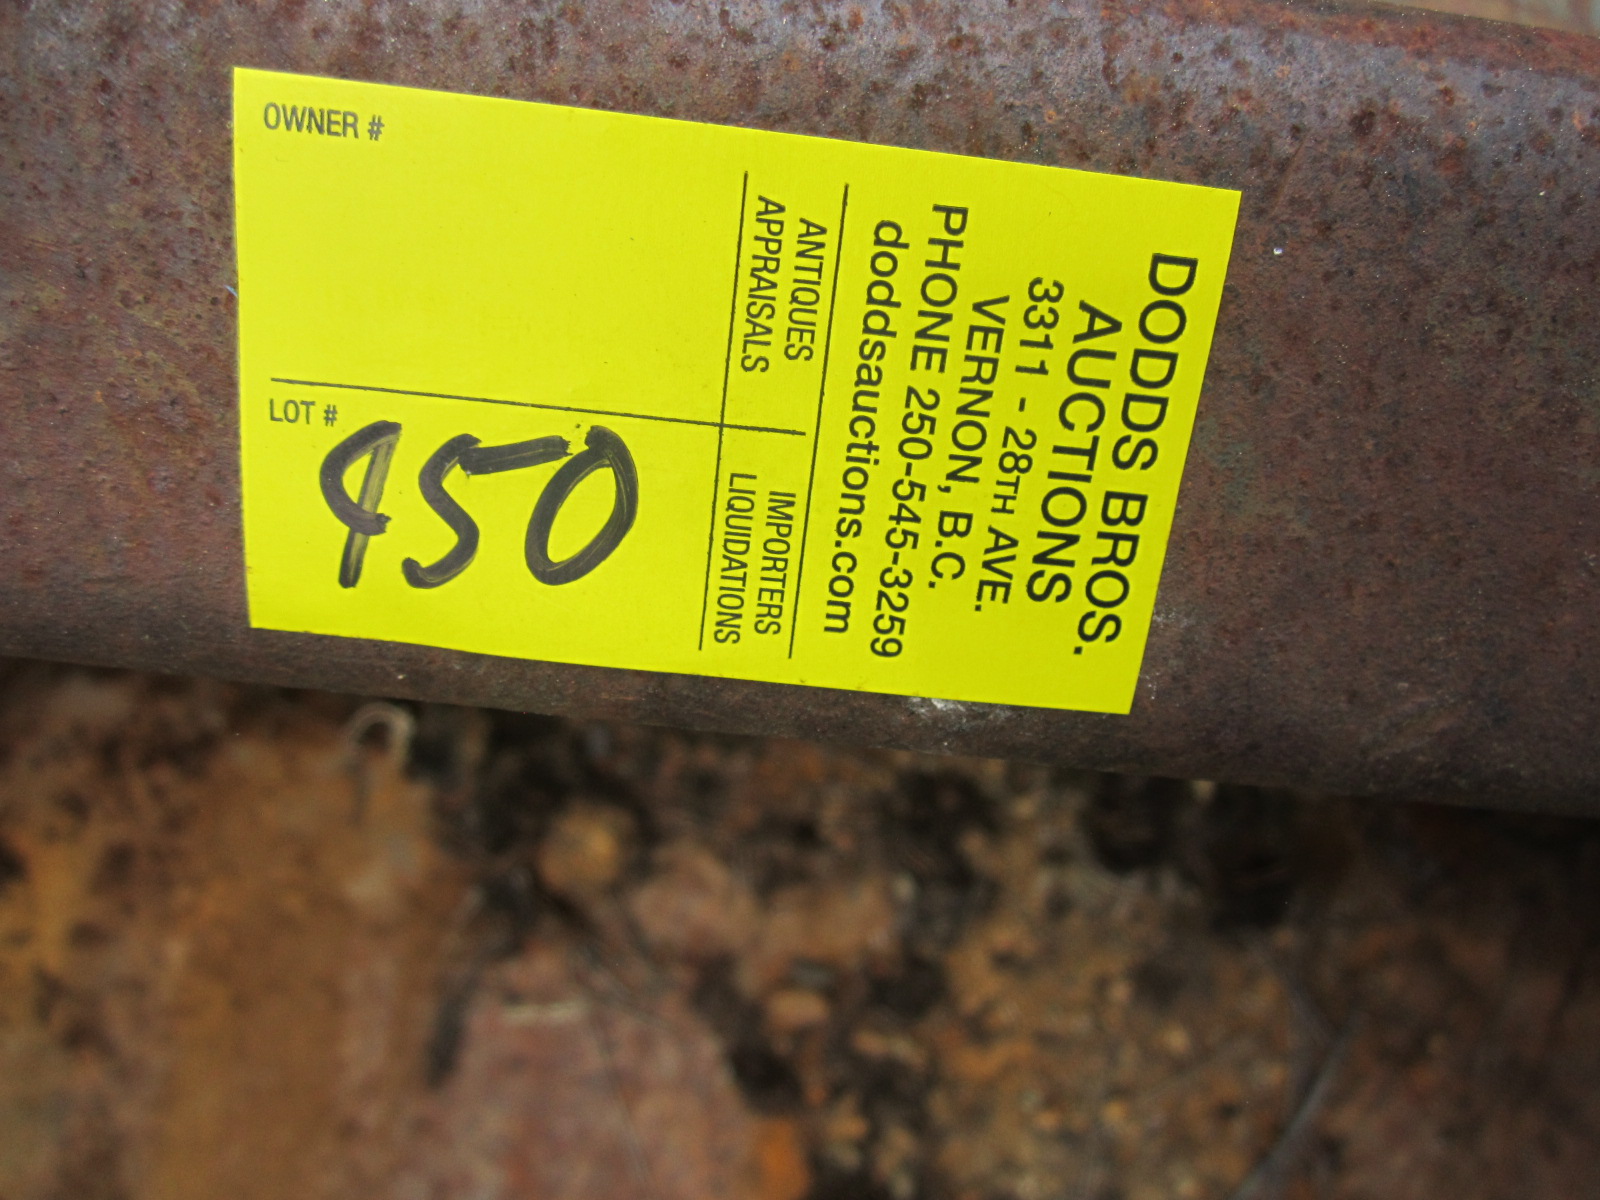 DODDS BROS.
AUCTIONS
3311 - 28TH AVE.
VERNON, B.C.
PHONE 250-545-3259
doddsauctions.com
ANTIQUES
APPRAISALS
IMPORTERS
LIQUIDATIONS
OWNER #
LOT #
450